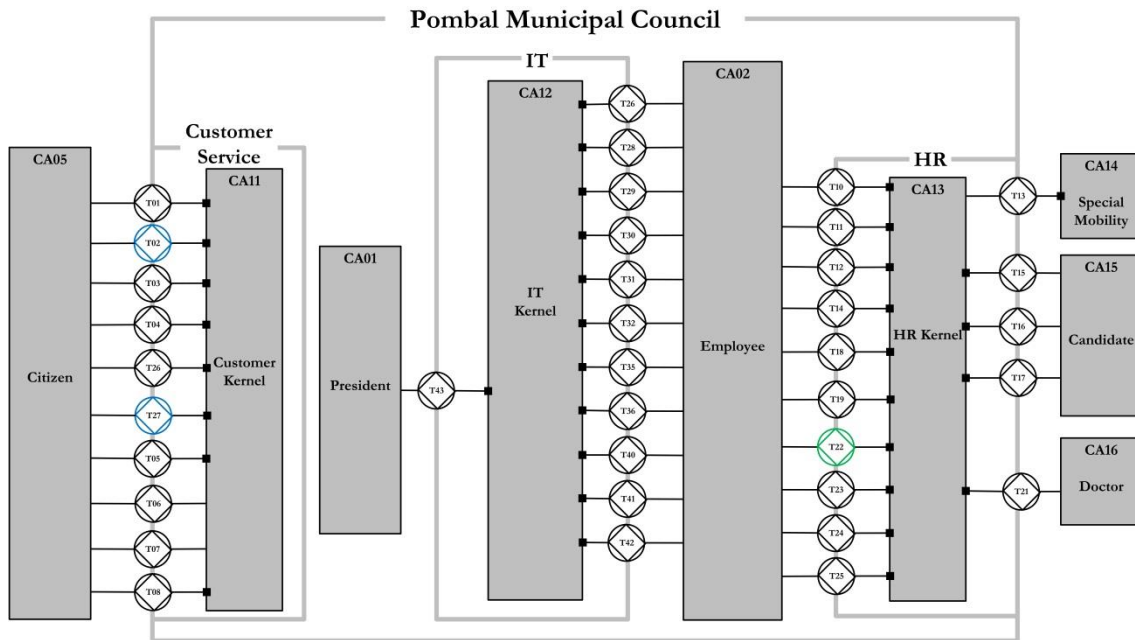 Pombal Municipal Council
IT
Customer
Service
HR
CA05
Citizen
T01
T02
T03
T04
T26
T27
T05
T06
T07
T08
CA11
Customer
Kernel
CA01
President
T43
CA12
IT
Kernel
T26
T28
T29
T30
T31
T32
T35
T36
T40
T41
T42
CA02
Employee
T10
T11
T12
T14
T18
T19
T22
T23
T24
T25
CA13
HR Kernel
T13
T15
T16
T17
T21
CA14
Special
Mobility
CA15
Candidate
CA16
Doctor